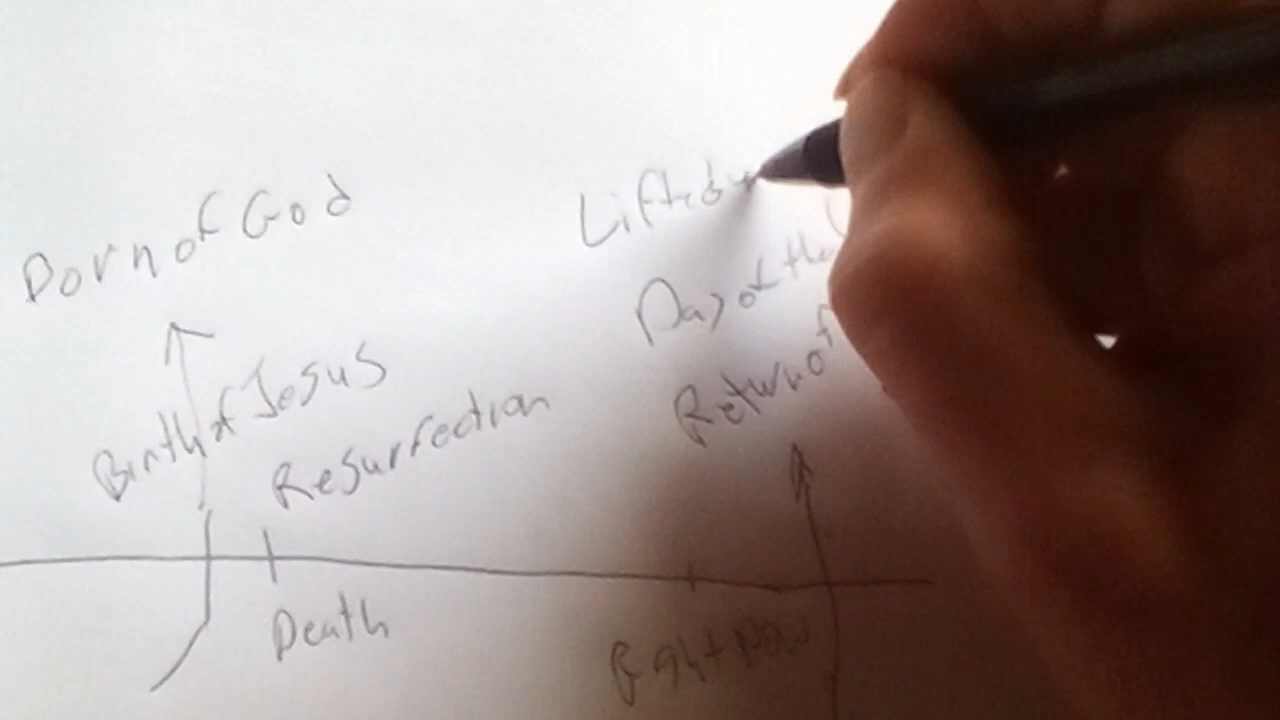 Born of God
Lifted
Day of the
Return of
Birth of Jesus
Resurrection
Death
Right Now